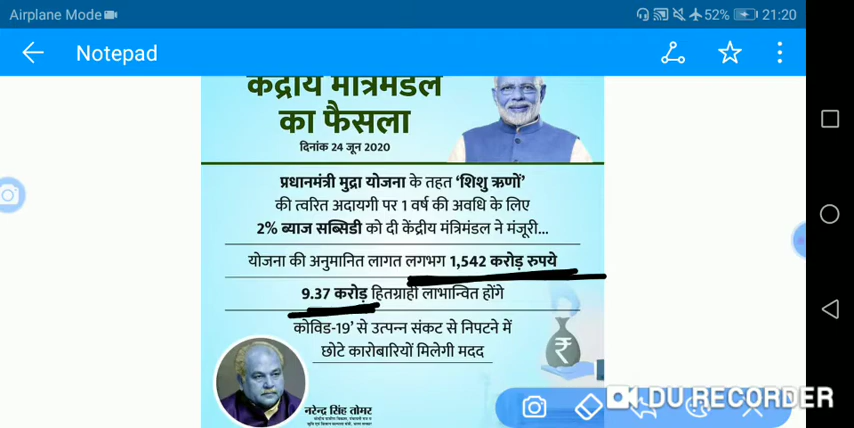 Airplane Mode
52%
21:20
Notepad
केंद्रीय मंत्रिमंडल
का फैसला
दिनांक 24 जून 2020
प्रधानमंत्री मुद्रा योजना के तहत ‘शिशु ऋणों’
की त्वरित अदायगी पर 1 वर्ष की अवधि के लिए
2% ब्याज सब्सिडी को दी केंद्रीय मंत्रिमंडल ने मंजूरी...
योजना की अनुमानित लागत लगभग 1,542 करोड़ रुपये
9.37 करोड़ हितग्राही लाभान्वित होंगे
कोविड-19’ से उत्पन्न संकट से निपटने में
छोटे कारोबारियों मिलेगी मदद
₹
नरेन्द्र सिंह तोमर
DU RECORDER